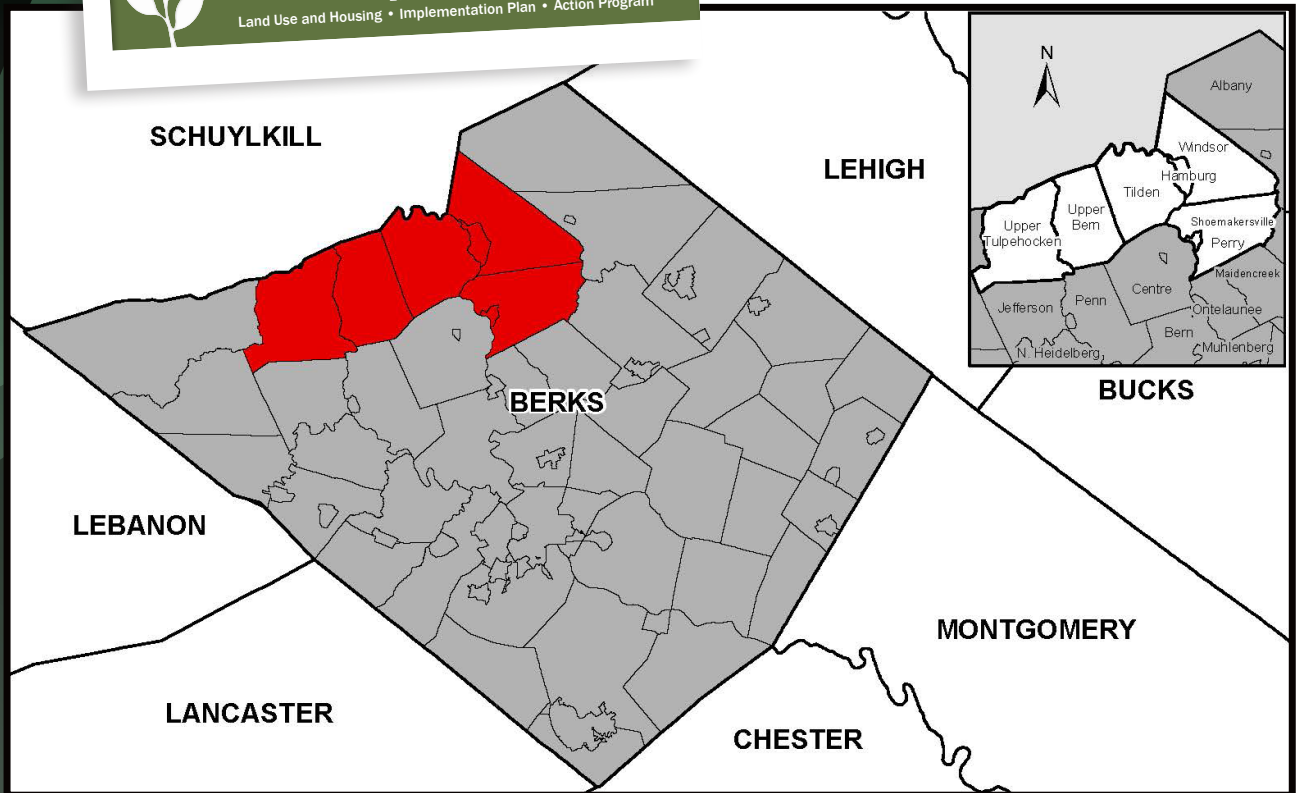 Land Use and Housing • Implementation Plan • Action Program
SCHUYLKILL
LEHIGH
BERKS
BUCKS
LEBANON
MONTGOMERY
LANCASTER
CHESTER
N
Albany
Windsor
Hamburg
Tilden
Upper
Bern
Upper
Tulpehocken
Shoemakersville
Perry
Maidencreek
Centre
Jefferson
Penn
Ontelaunee
Bern
Muhlenberg
N. Heidelberg